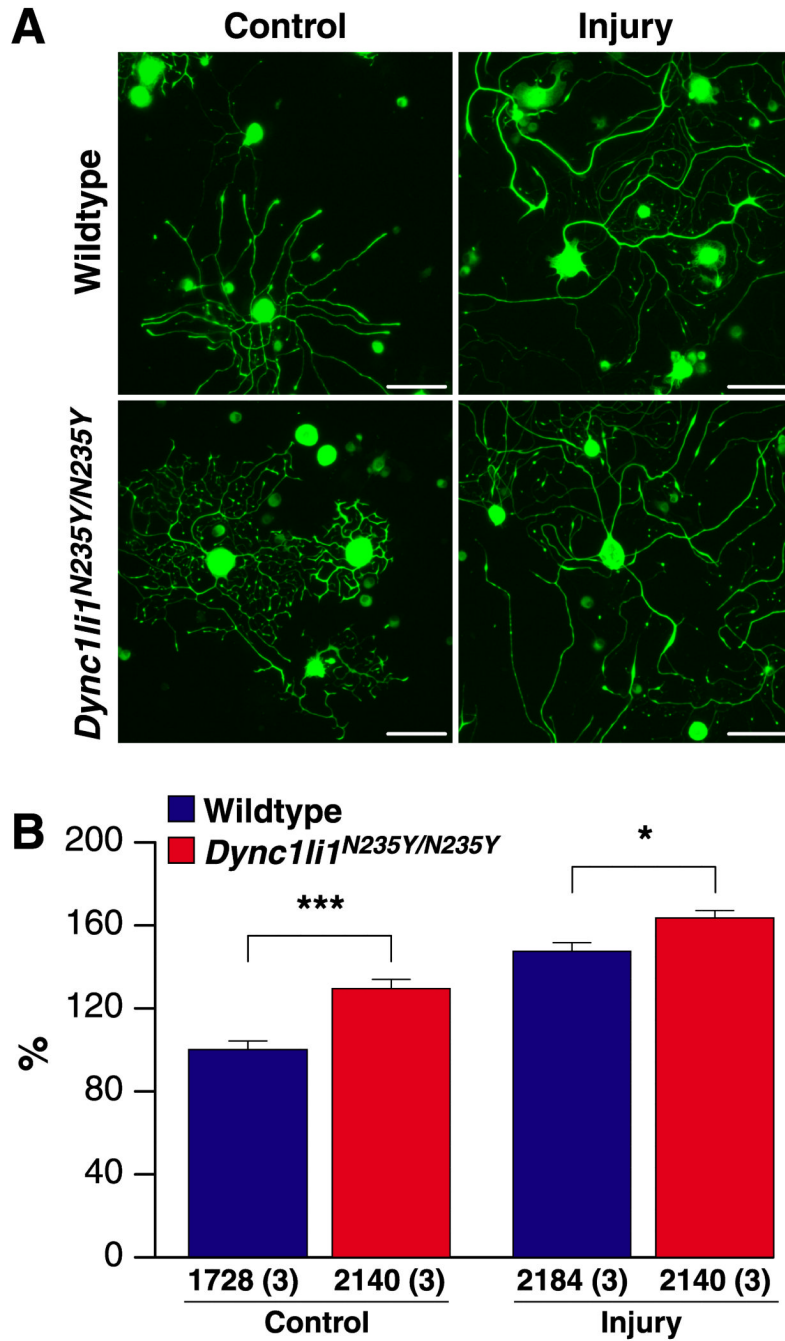 A
Control
Injury
Wildtype
Dync1li1N235Y/N235Y
B
Wildtype
Dync1li1N235Y/N235Y
200
160
120
80
40
0
%
***
*
1728 (3)
2140 (3)
2184 (3)
2140 (3)
Control
Injury